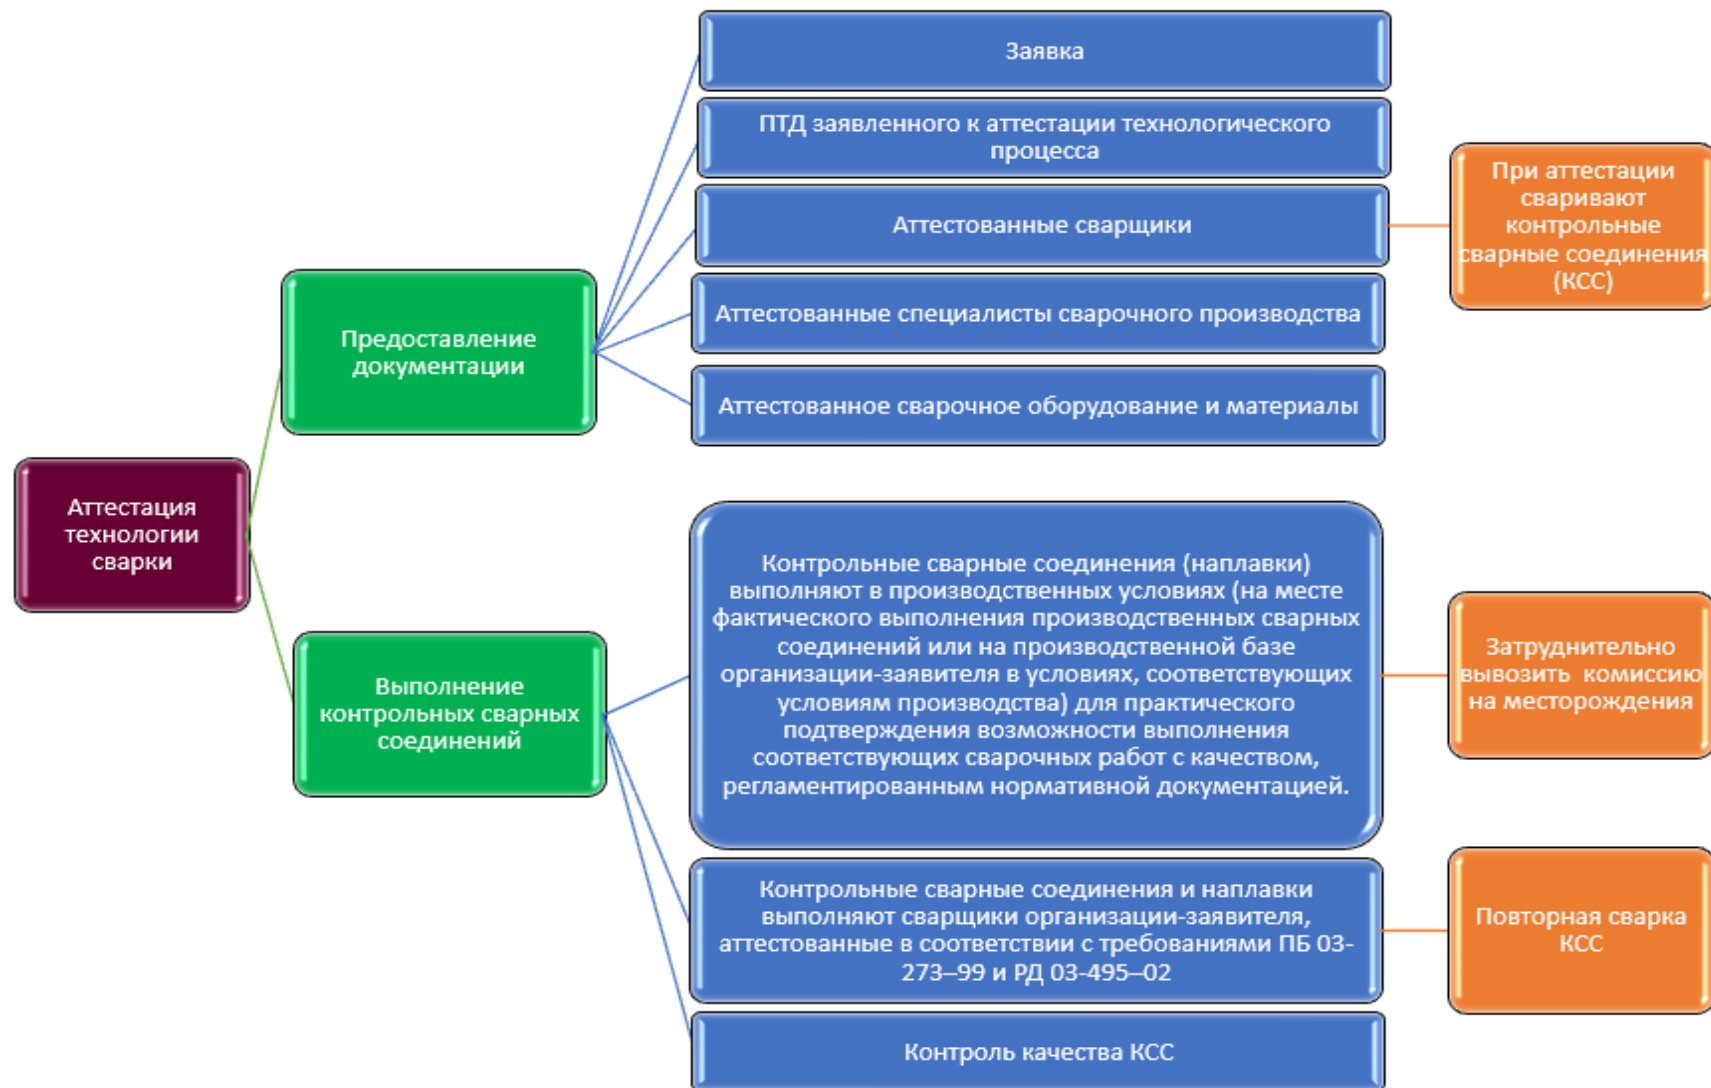 Заявка
ПТД заявленного к аттестации технологического
процесса
Аттестованные сварщики
При аттестации
сваривают
контрольные
сварные соединения
(КСС)
Аттестованные специалисты сварочного производства
Аттестованное сварочное оборудование и материалы
Предоставление
документации
Аттестация
технологии
сварки
Выполнение
контрольных сварных
соединений
Контрольные сварные соединения (наплавки)
выполняют в производственных условиях (на месте
фактического выполнения производственных сварных
соединений или на производственной базе
организации-заявителя в условиях, соответствующих
условиям производства) для практического
подтверждения возможности выполнения
соответствующих сварочных работ с качеством,
регламентированным нормативной документацией.
Затруднительно
вывозить  комиссию
на месторождения
Контрольные сварные соединения и наплавки
выполняют сварщики организации-заявителя,
аттестованные в соответствии с требованиями ПБ 03-
273–99 и РД 03-495–02
Повторная сварка
КСС
Контроль качества КСС